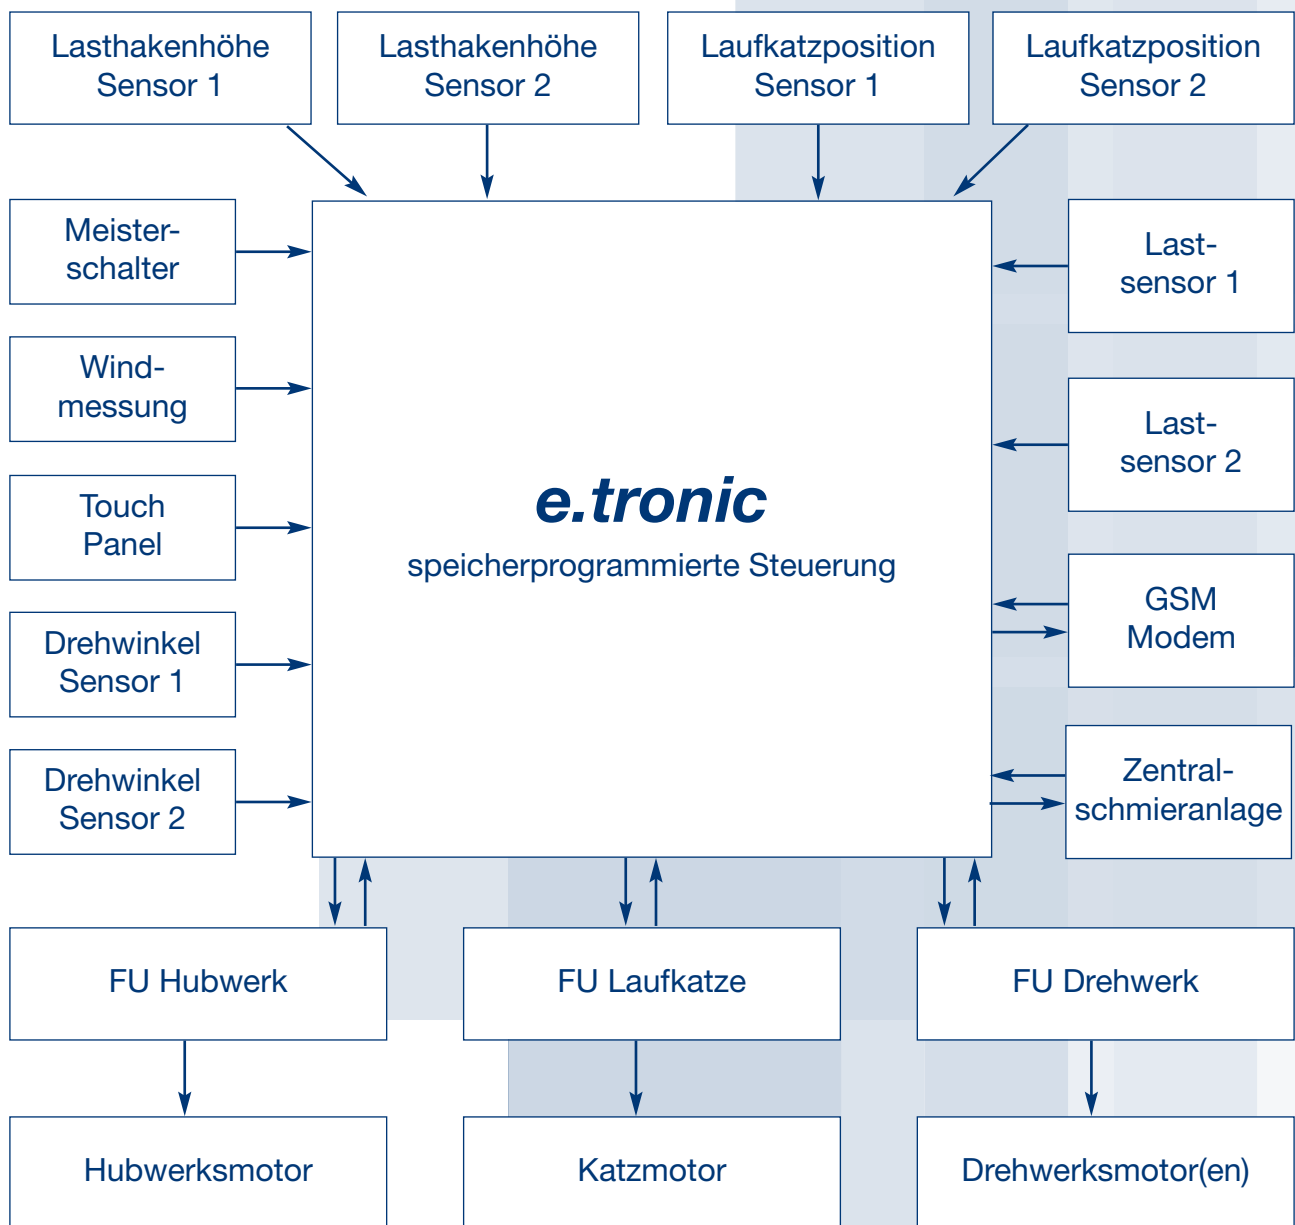 Lasthakenhöhe
Sensor 1
Lasthakenhöhe
Sensor 2
Laufkatzposition
Sensor 1
Laufkatzposition
Sensor 2
Meister-
schalter
Wind-
messung
Touch
Panel
Drehwinkel
Sensor 1
Drehwinkel
Sensor 2
e.tronic
speicherprogrammierte Steuerung
Last-
sensor 1
Last-
sensor 2
GSM
Modem
Zentral-
schmieranlage
FU Hubwerk
FU Laufkatze
FU Drehwerk
Hubwerksmotor
Katzmotor
Drehwerksmotor(en)